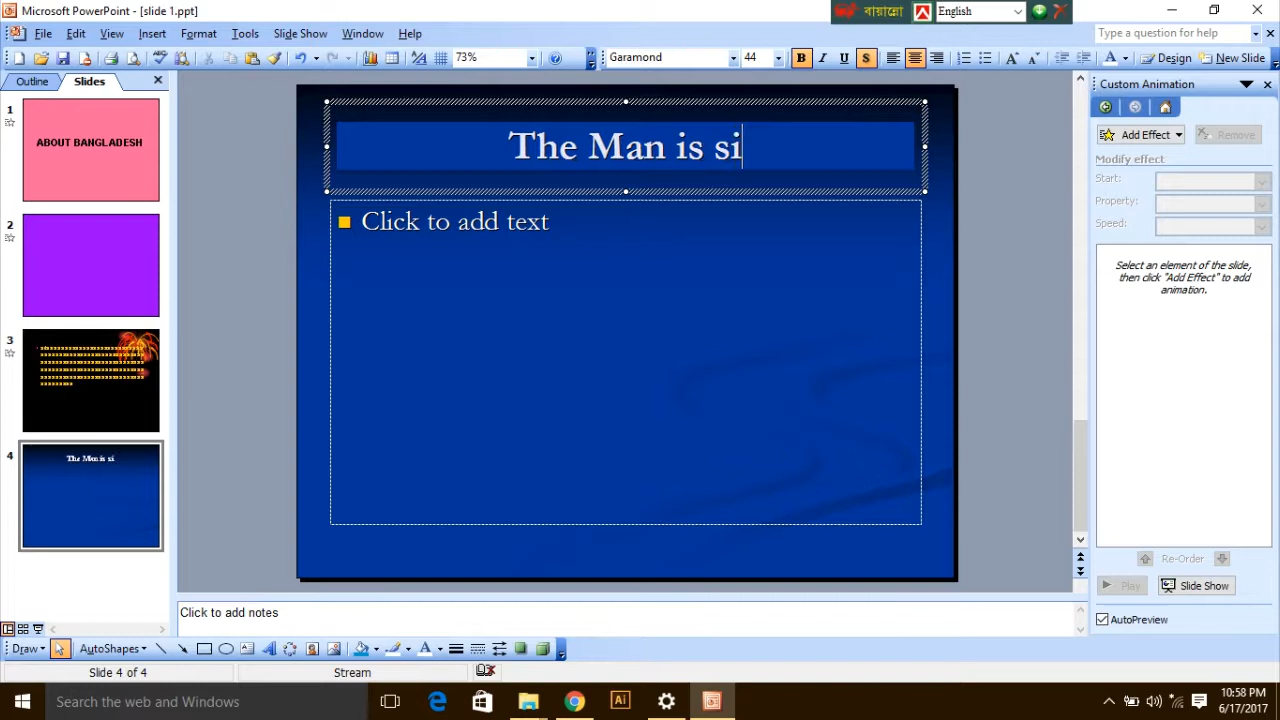 Microsoft PowerPoint - [slide 1.ppt]
বায়ান্নো
English
File Edit View Insert Format Tools Slide Show Window Help
Type a question for help
73%
Garamond
44
B I U S
Design
New Slide
Outline
Slides
Custom Animation
Add Effect
Remove
Modify effect
Start:
Property:
Speed:
Select an element of the slide,
then click "Add Effect" to add
animation.
Re-Order
Play
Slide Show
AutoPreview
1
ABOUT BANGLADESH
2
3
4
The Man is si
The Man is si
Click to add text
Click to add notes
Draw
AutoShapes
Slide 4 of 4
Stream
Search the web and Windows
Ai
10:58 PM
6/17/2017